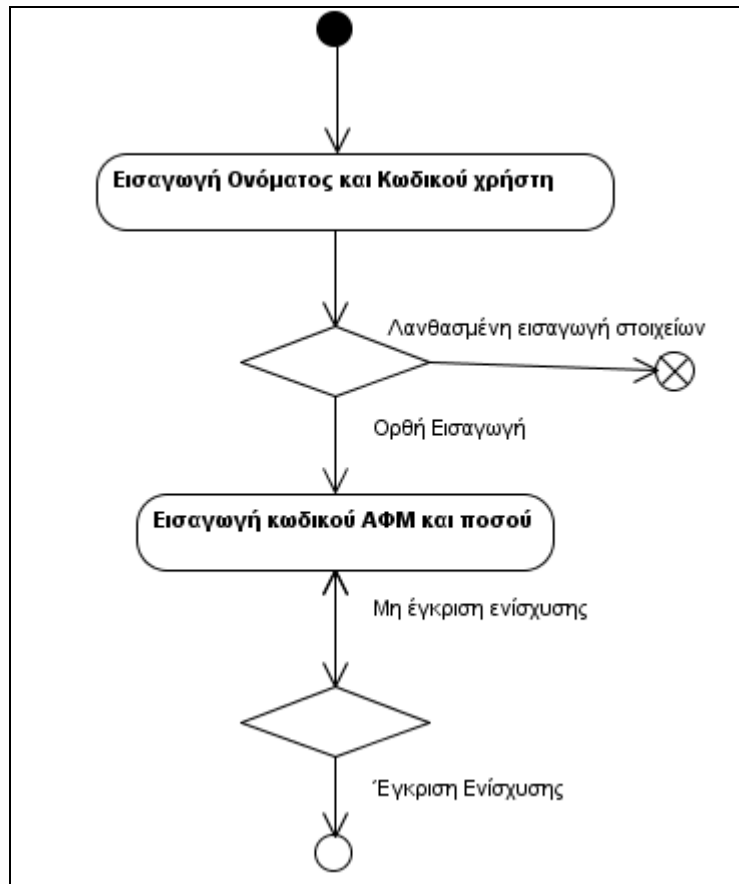 Εισαγωγή Ονόματος και Κωδικού χρήστη
Λανθασμένη εισαγωγή στοιχείων
Ορθή Εισαγωγή
Εισαγωγή κωδικού ΑΦΜ και ποσού
Μη έγκριση ενίσχυσης
Έγκριση Ενίσχυσης